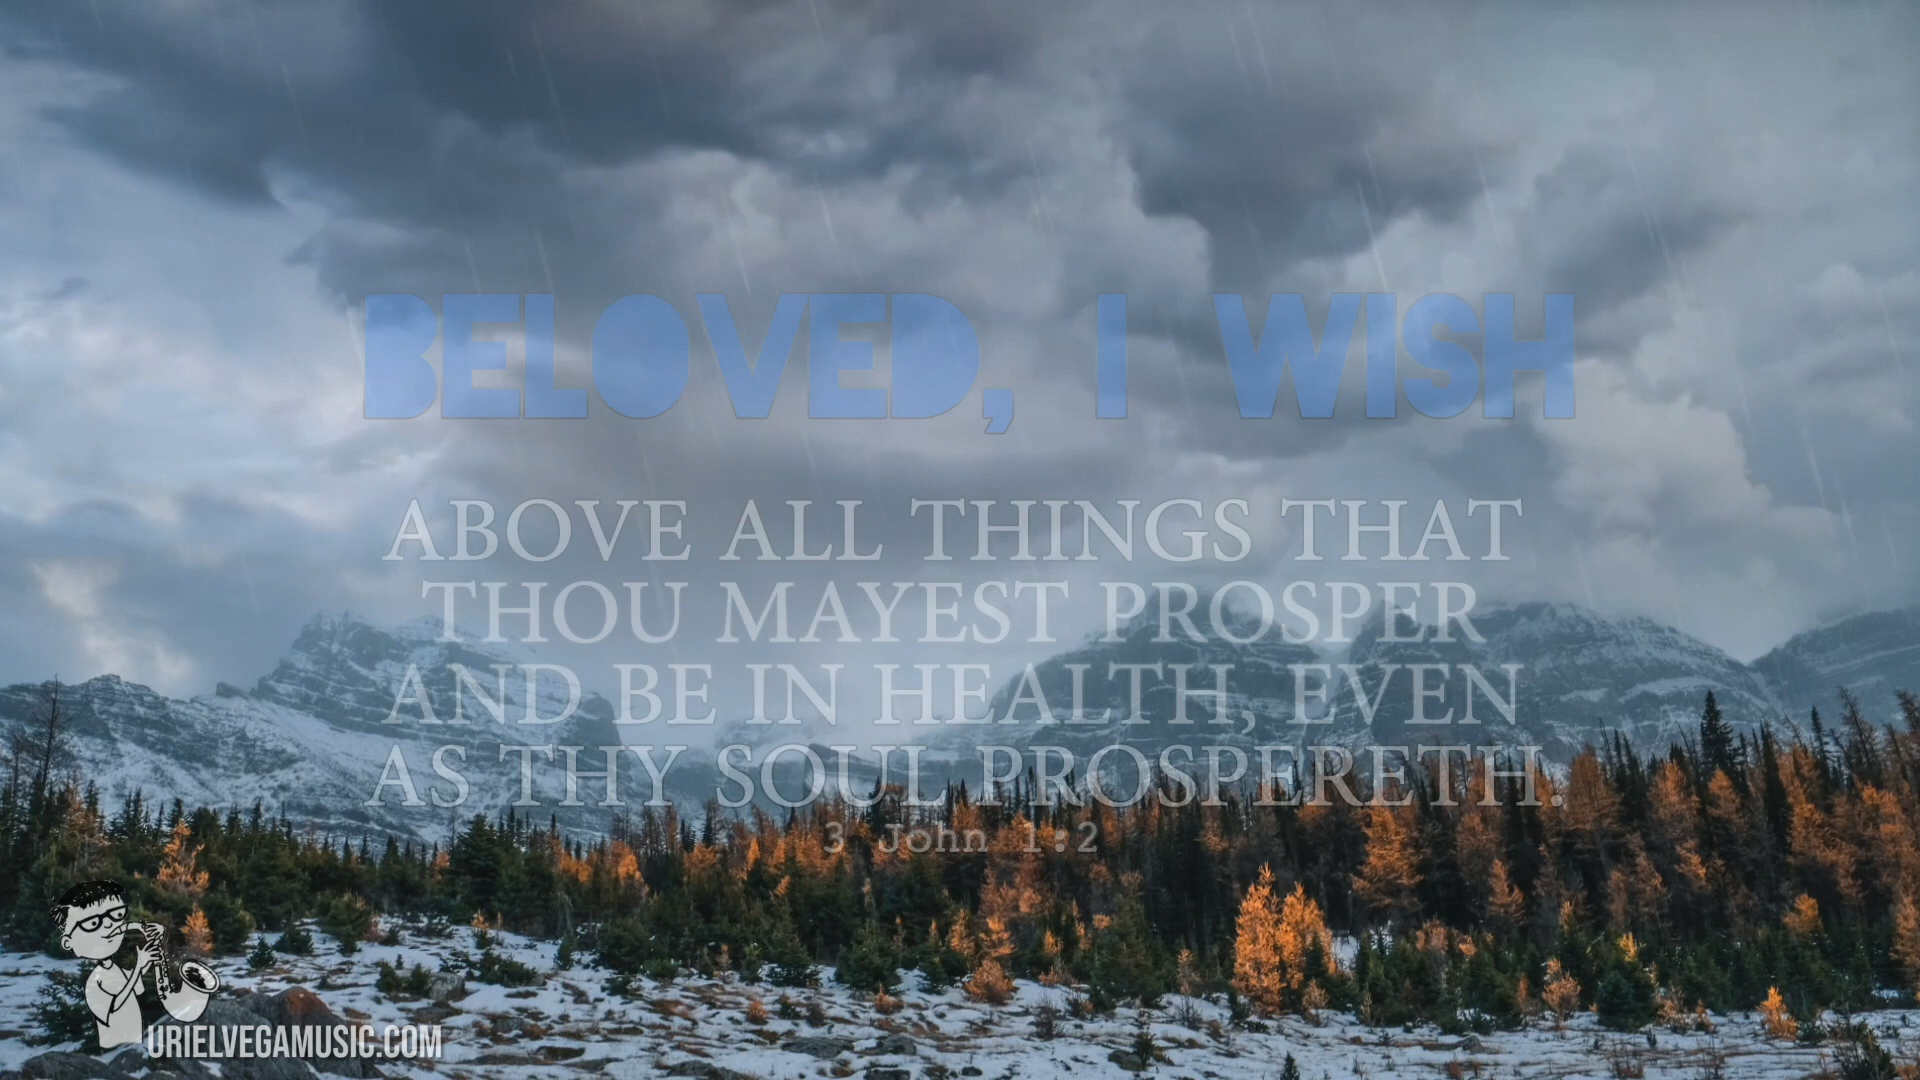 BELOVED, I WISH
ABOVE ALL THINGS THAT
THOU MAYEST PROSPER
AND BE IN HEALTH, EVEN
AS THY SOUL PROSPERETH.
3 John 1:2
URIELVEGAMUSIC.COM